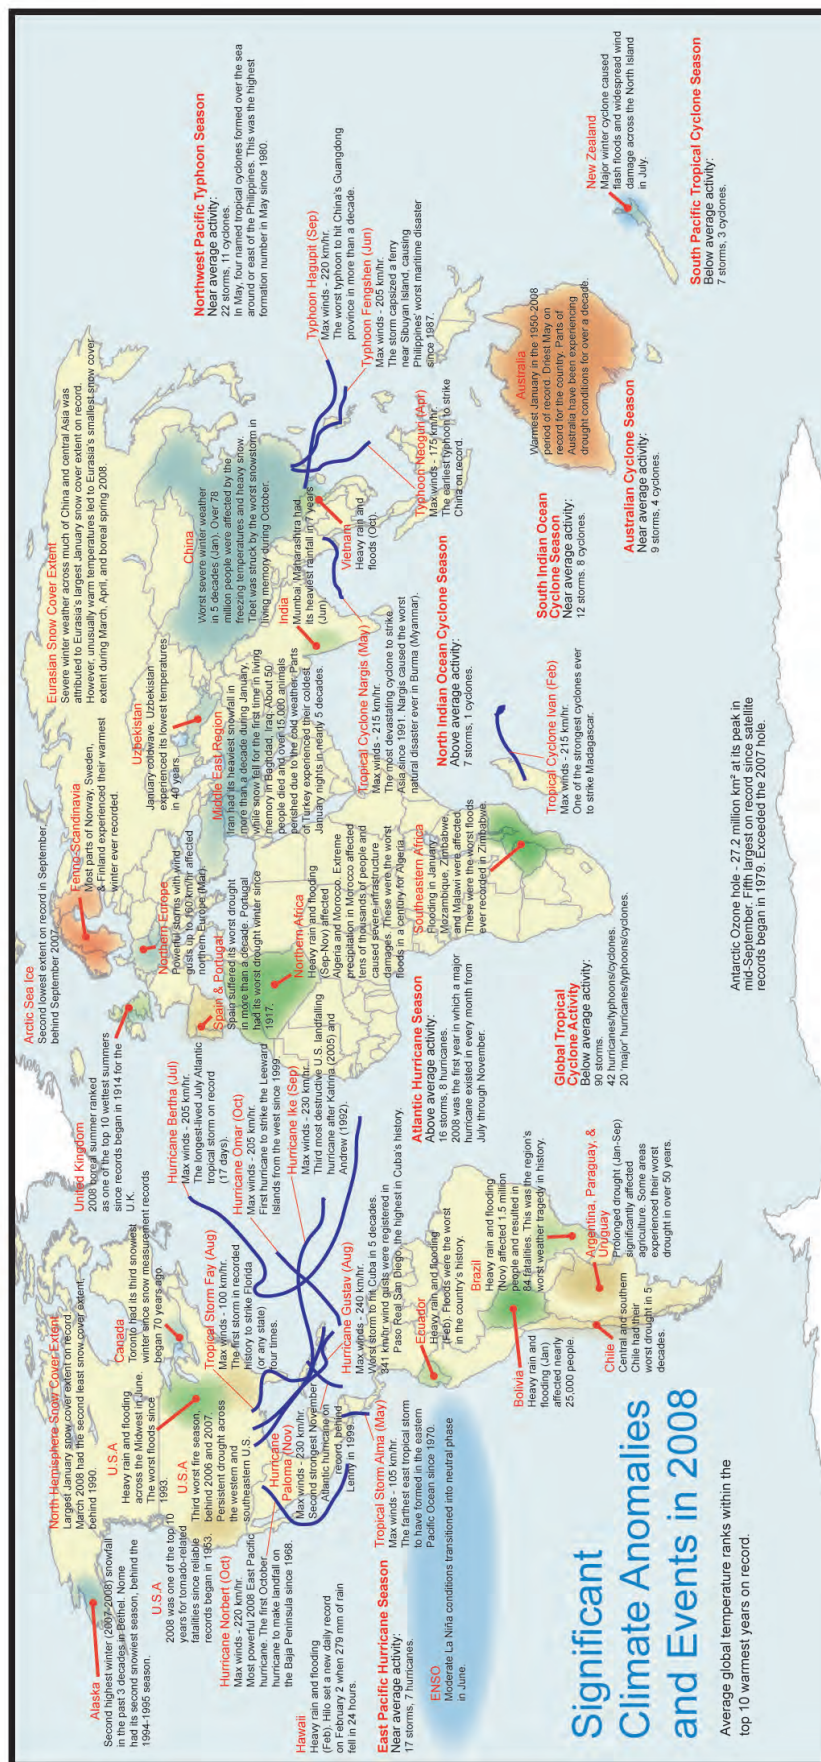 Significant
Climate Anomalies
and Events in 2008
Average global temperature ranks within the
top 10 warmest years on record.
Alaska
Second highest winter (2007-2008) snowfall
in the past 3 decades in Bethel. Nome
had its second snowiest season, behind the
1994-1995 season.
North Hemisphere Snow Cover Extent
Largest January snow cover extent on record.
March 2008 had the second least snow cover extent,
behind 1990.
Canada
Toronto had its third snowiest
winter since snow measurement records
began 70 years ago.
U.S.A
Heavy rain and flooding
across the Midwest in June.
The worst floods since
1993.
U.S.A
Third worst fire season,
behind 2006 and 2007.
Persistent drought across
the western and
southeastern U.S.
U.S.A
2008 was one of the top 10
years for tornado-related
fatalities since reliable
records began in 1953.
Hurricane Norbert (Oct)
Max winds - 220 km/hr.
Most powerful 2008 East Pacific
hurricane. The first October
hurricane to make landfall on
the Baja Peninsula since 1968.
Hawaii
Heavy rain and flooding
(Feb). Hilo set a new daily record
on February 2 when 279 mm of rain
fell in 24 hours.
East Pacific Hurricane Season
Near average activity:
17 storms, 7 hurricanes.
ENSO
Moderate La Niña conditions transitioned into neutral phase
in June.
Tropical Storm Alma (May)
Max winds - 105 km/hr.
The farthest east tropical storm
to have formed in the eastern
Pacific Ocean since 1970.
Hurricane
Paloma (Nov)
Max winds - 230 km/hr.
Second strongest November
Atlantic hurricane on
record, behind
Lenny in 1999.
Tropical Storm Fay (Aug)
Max winds - 100 km/hr.
The first storm in recorded
history to strike Florida
(or any state)
four times.
Hurricane Bertha (Jul)
Max winds - 205 km/hr.
The longest-lived July Atlantic
tropical storm on record
(17 days).
Hurricane Omar (Oct)
Max winds - 205 km/hr.
First hurricane to strike the Leeward
Islands from the west since 1999.
Hurricane Ike (Sep)
Max winds - 230 km/hr.
Third most destructive U.S. landfalling
hurricane after Katrina (2005) and
Andrew (1992).
Hurricane Gustav (Aug)
Max winds - 240 km/hr.
Worst storm to hit Cuba in 5 decades.
341 km/hr wind gusts were registered in
Paso Real San Diego, the highest in Cuba's history.
Atlantic Hurricane Season
Above average activity:
16 storms, 8 hurricanes.
2008 was the first year in which a major
hurricane existed in every month from
July through November.
Ecuador
Heavy rain and flooding
(Feb). Floods were the worst
in the country's history.
Bolivia
Heavy rain and
flooding (Jan)
affected nearly
25,000 people.
Brazil
Heavy rain and flooding
(Nov) affected 1.5 million
people and resulted in
84 fatalities. This was the region's
worst weather tragedy in history.
Chile
Central and southern
Chile had their
worst drought in 5
decades.
Argentina, Paraguay, &
Uruguay
Prolonged drought (Jan-Sep)
significantly affected
agriculture. Some areas
experienced their worst
drought in over 50 years.
Global Tropical
Cyclone Activity
Below average activity:
90 storms.
42 hurricanes/typhoons/cyclones.
20 'major' hurricanes/typhoons/cyclones.
Antarctic Ozone hole - 27.2 million km² at its peak in
mid-September. Fifth largest on record since satellite
records began in 1979. Exceeded the 2007 hole.
United Kingdom
2008 boreal summer ranked
as one of the top 10 wettest summers
since records began in 1914 for the
U.K.
Arctic Sea Ice
Second lowest extent on record in September,
behind September 2007.
Fenno-Scandinavia
Most parts of Norway, Sweden,
& Finland experienced their warmest
winter ever recorded.
Northern Europe
Powerful storms with wind
gusts up to 160 km/hr affected
northern Europe (Mar).
Spain & Portugal
Spain suffered its worst drought
in more than a decade. Portugal
had its worst drought winter since
1917.
Northern Africa
Heavy rain and flooding
(Sep-Nov) affected
Algeria and Morocco. Extreme
precipitation in Morocco affected
tens of thousands of people and
caused severe infrastructure
damages. These were the worst
floods in a century for Algeria.
Southeastern Africa
Flooding in January.
Mozambique, Zimbabwe,
and Malawi were affected.
These were the worst floods
ever recorded in Zimbabwe.
Uzbekistan
January coldwave. Uzbekistan
experienced its lowest temperatures
in 40 years.
Middle East Region
Iran had its heaviest snowfall in
more than a decade during January,
while snow fell for the first time in living
memory in Baghdad, Iraq. About 50
people died and over 15,000 animals
perished due to the cold weather. Parts
of Turkey experienced their coldest
January nights in nearly 5 decades.
Tropical Cyclone Nargis (May)
Max winds - 215 km/hr.
The most devastating cyclone to strike
Asia since 1991. Nargis caused the worst
natural disaster ever in Burma (Myanmar).
North Indian Ocean Cyclone Season
Above average activity:
7 storms, 1 cyclones.
Tropical Cyclone Ivan (Feb)
Max winds - 215 km/hr.
One of the strongest cyclones ever
to strike Madagascar.
South Indian Ocean
Cyclone Season
Near average activity:
12 storms, 8 cyclones.
Eurasian Snow Cover Extent
Severe winter weather across much of China and central Asia was
attributed to Eurasia's largest January snow cover extent on record.
However, unusually warm temperatures led to Eurasia's smallest snow cover
extent during March, April, and boreal spring 2008.
China
Worst severe winter weather
in 5 decades (Jan). Over 78
million people were affected by the
freezing temperatures and heavy snow.
Tibet was struck by the worst snowstorm in
living memory during October.
India
Mumbai, Maharashtra had
its heaviest rainfall in 7 years
(Jun).
Vietnam
Heavy rain and
floods (Oct).
Typhoon Neoguri (Apr)
Max winds - 175 km/hr.
The earliest typhoon to strike
China on record.
Typhoon Fengshen (Jun)
Max winds - 205 km/hr.
The storm capsized a ferry
near Sibuyan Island, causing
Philippines' worst maritime disaster
since 1987.
Typhoon Hagupit (Sep)
Max winds - 220 km/hr.
The worst typhoon to hit China's Guangdong
province in more than a decade.
Northwest Pacific Typhoon Season
Near average activity:
22 storms, 11 cyclones.
In May, four named tropical cyclones formed over the sea
around or east of the Philippines. This was the highest
formation number in May since 1980.
Australia
Warmest January in the 1950-2008
period of record. Driest May on
record for the country. Parts of
Australia have been experiencing
drought conditions for over a decade.
Australian Cyclone Season
Near average activity:
9 storms, 4 cyclones.
New Zealand
Major winter cyclone caused
flash floods and widespread wind
damage across the North Island
in July.
South Pacific Tropical Cyclone Season
Below average activity:
7 storms, 3 cyclones.